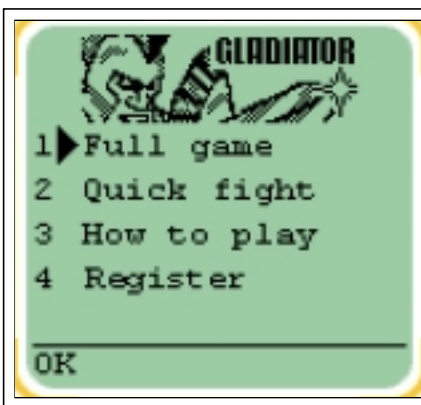 GLADIATOR
1 Full game
2 Quick fight
3 How to play
4 Register
OK